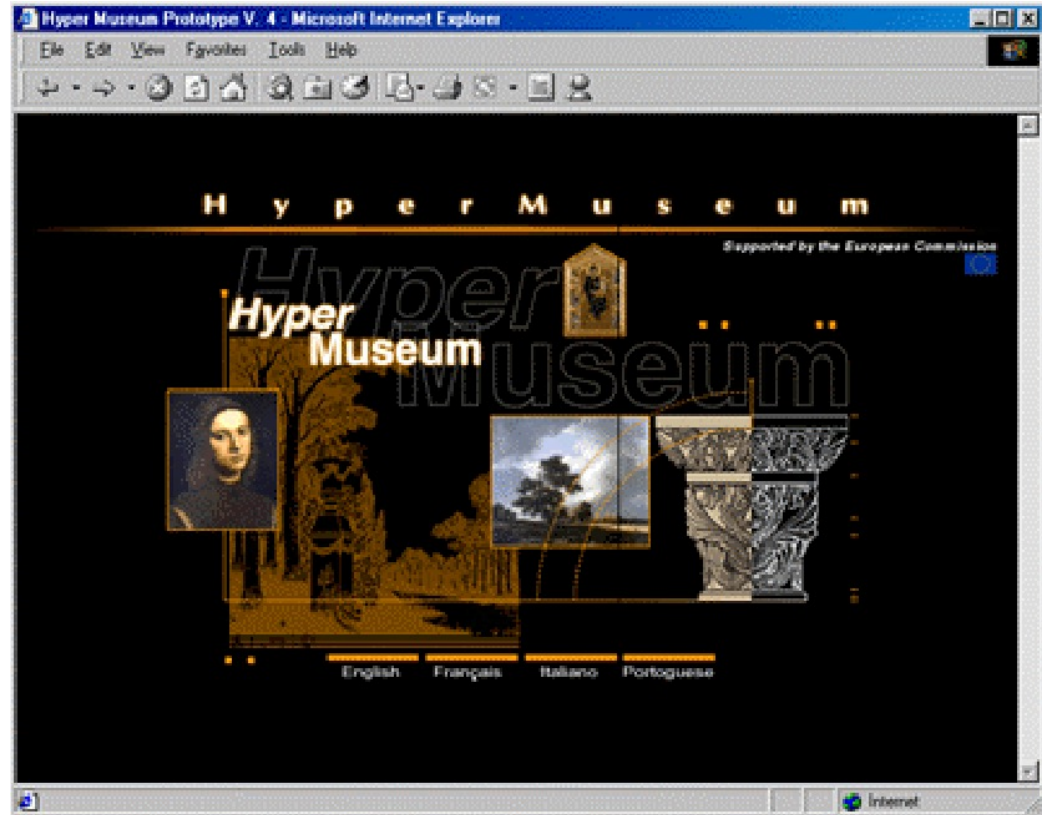 Hyper Museum Prototype V. 4 - Microsoft Internet Explorer
File Edit View Favorites Tools Help
H y p e r M u s e u m
Supported by the European Commission
Hyper
Museum
Hyper
Museum
English Français Italiano Portoguese
Internet